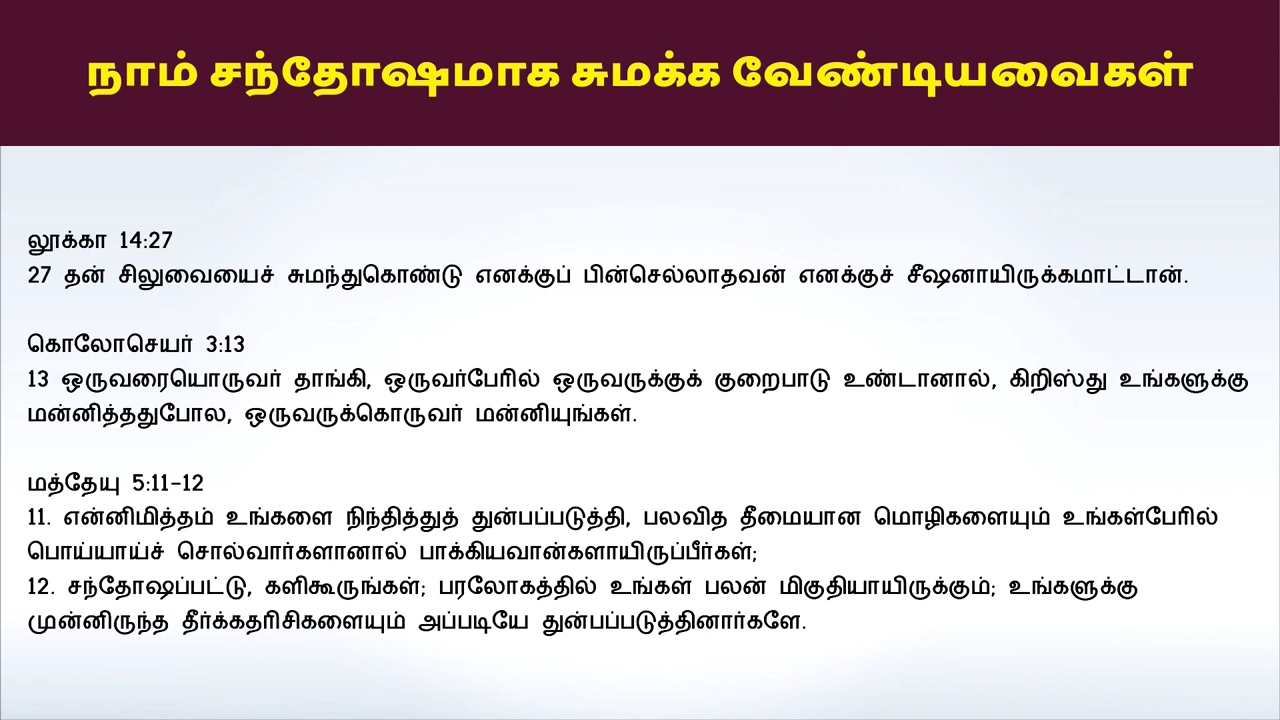 நாம் சந்தோஷமாக சுமக்க வேண்டியவைகள்
லூக்கா 14:27
27 தன் சிலுவையைச் சுமந்துகொண்டு எனக்குப் பின்செல்லாதவன் எனக்குச் சீஷனாயிருக்கமாட்டான்.
கொலோசெயர் 3:13
13 ஒருவரையொருவர் தாங்கி, ஒருவர்பேரில் ஒருவருக்குக் குறைபாடு உண்டானால், கிறிஸ்து உங்களுக்கு
மன்னித்ததுபோல, ஒருவருக்கொருவர் மன்னியுங்கள்.
மத்தேயு 5:11-12
11. என்னிமித்தம் உங்களை நிந்தித்துத் துன்பப்படுத்தி, பலவித தீமையான மொழிகளையும் உங்கள்பேரில்
பொய்யாய்ச் சொல்வார்களானால் பாக்கியவான்களாயிருப்பீர்கள்;
12. சந்தோஷப்பட்டு, களிகூருங்கள்; பரலோகத்தில் உங்கள் பலன் மிகுதியாயிருக்கும்; உங்களுக்கு
முன்னிருந்த தீர்க்கதரிசிகளையும் அப்படியே துன்பப்படுத்தினார்களே.